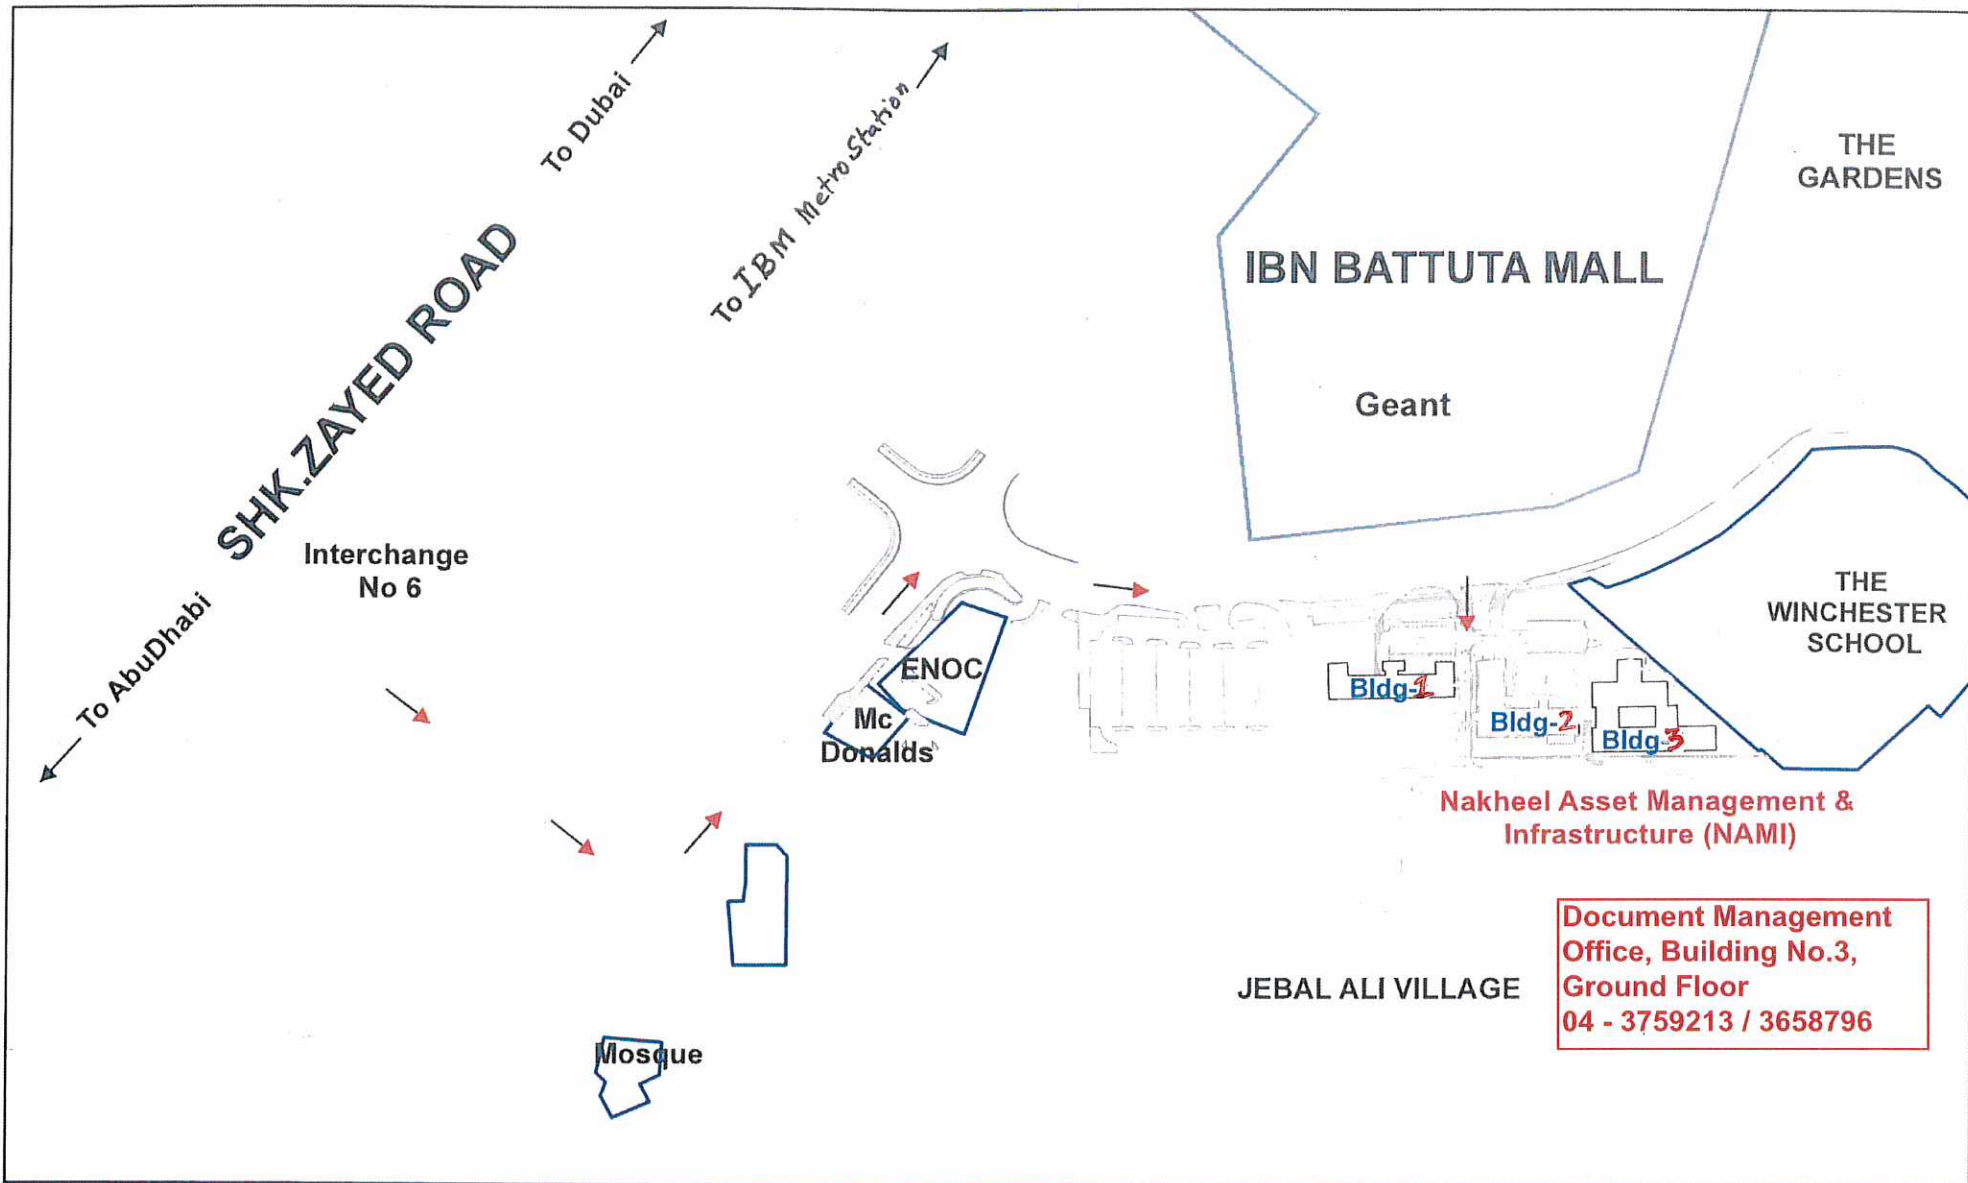 To Dubai
To IBM Metro Station
SHK.ZAYED ROAD
To AbuDhabi
Interchange
No 6
IBN BATTUTA MALL
Geant
THE
GARDENS
THE
WINCHESTER
SCHOOL
ENOC
Mc
Donalds
Bldg-1
Bldg-2
Bldg-3
Nakheel Asset Management &
Infrastructure (NAMI)
Document Management
Office, Building No.3,
Ground Floor
04 - 3759213 / 3658796
JEBAL ALI VILLAGE
Mosque